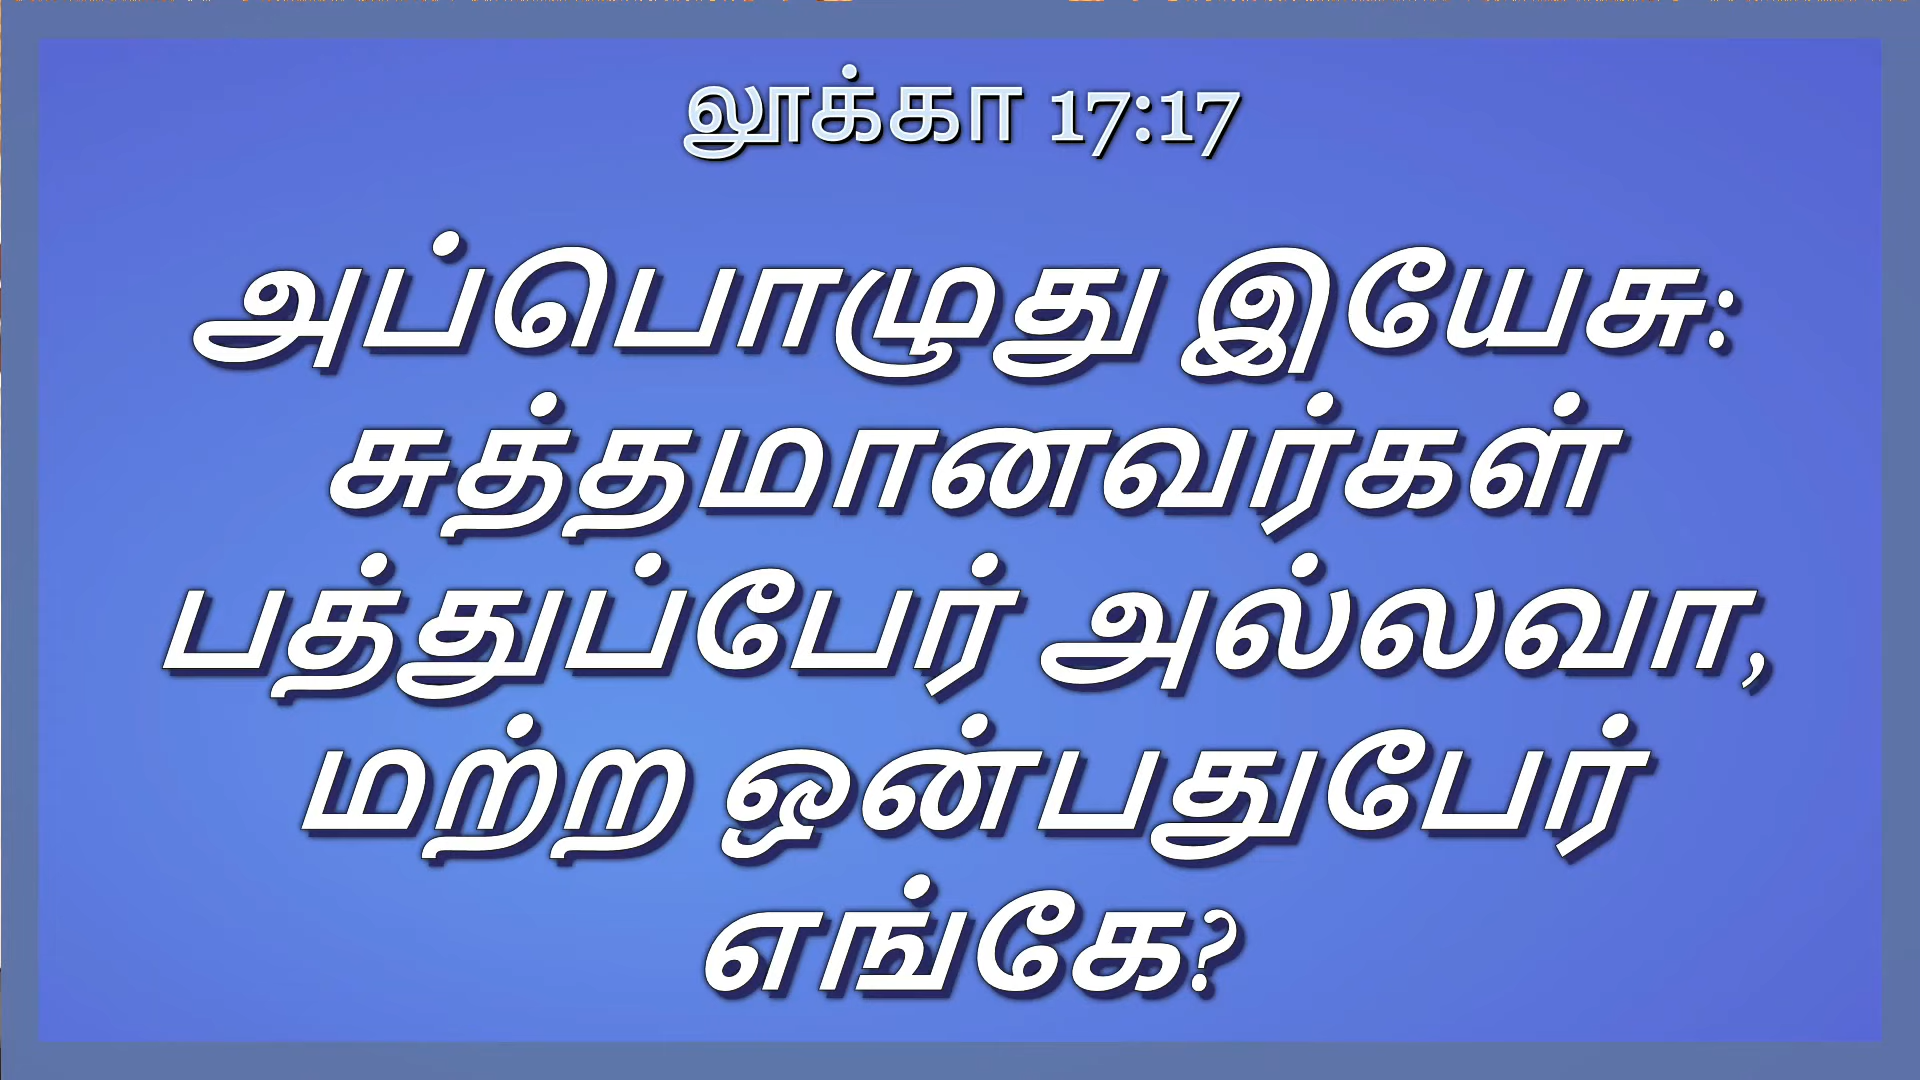 லூக்கா 17:17
அப்பொழுது இயேசு:
சுத்தமானவர்கள்
பத்துப்பேர் அல்லவா,
மற்ற ஒன்பதுபேர்
எங்கே?